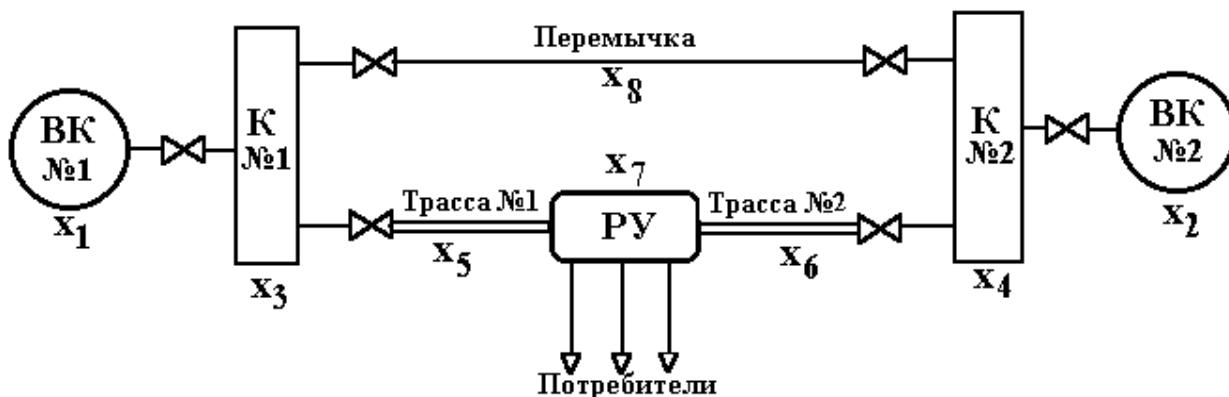 Перемычка
x8
ВК
№1
x1
К
№1
x3
Трасса №1
x5
x7
РУ
Трасса №2
x6
К
№2
x4
ВК
№2
x2
Потребители